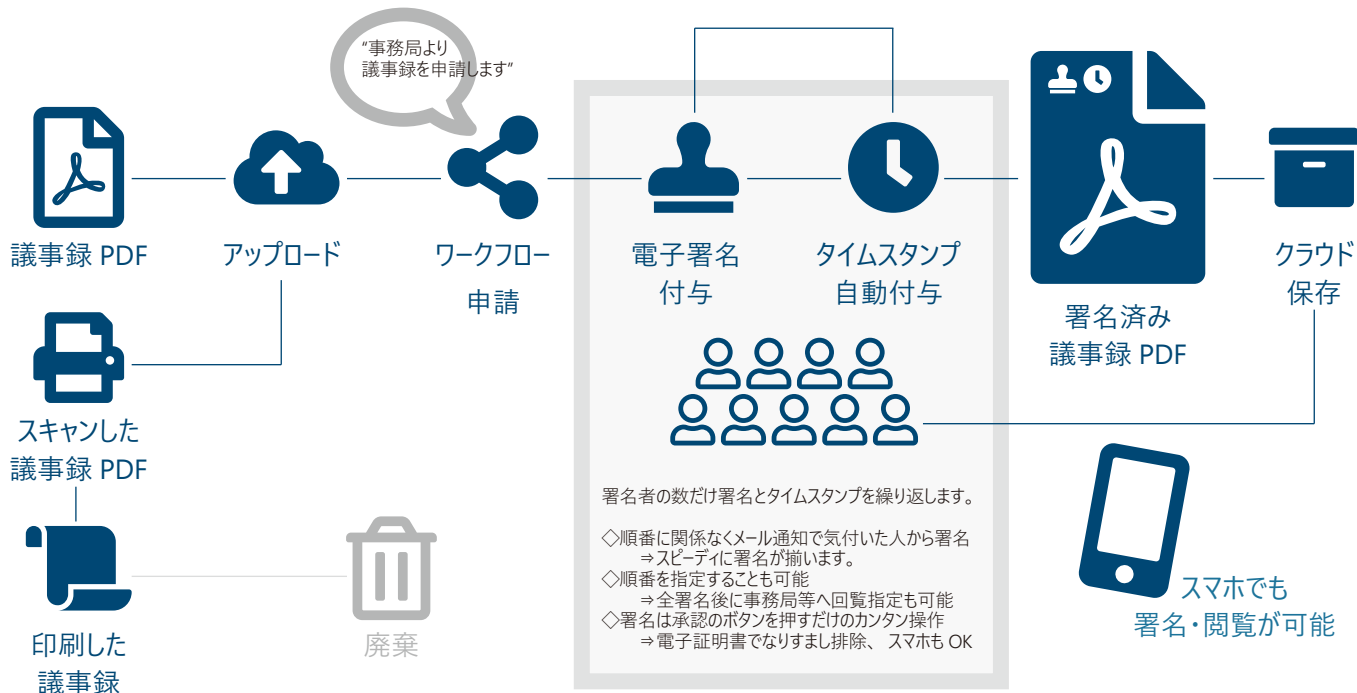 “事務局より
議事録を申請します”
議事録 PDF
アップロード
ワークフロー
申請
電子署名
付与
タイムスタンプ
自動付与
署名済み
議事録 PDF
クラウド
保存
スキャンした
議事録 PDF
印刷した
議事録
廃棄
署名者の数だけ署名とタイムスタンプを繰り返します。
◇順番に関係なくメール通知で気付いた人から署名
⇒スピーディに署名が揃います。
◇順番を指定することも可能
⇒全署名後に事務局等へ回覧指定も可能
◇署名は承認のボタンを押すだけのカンタン操作
⇒電子証明書でなりすまし排除、スマホも OK
スマホでも
署名・閲覧が可能